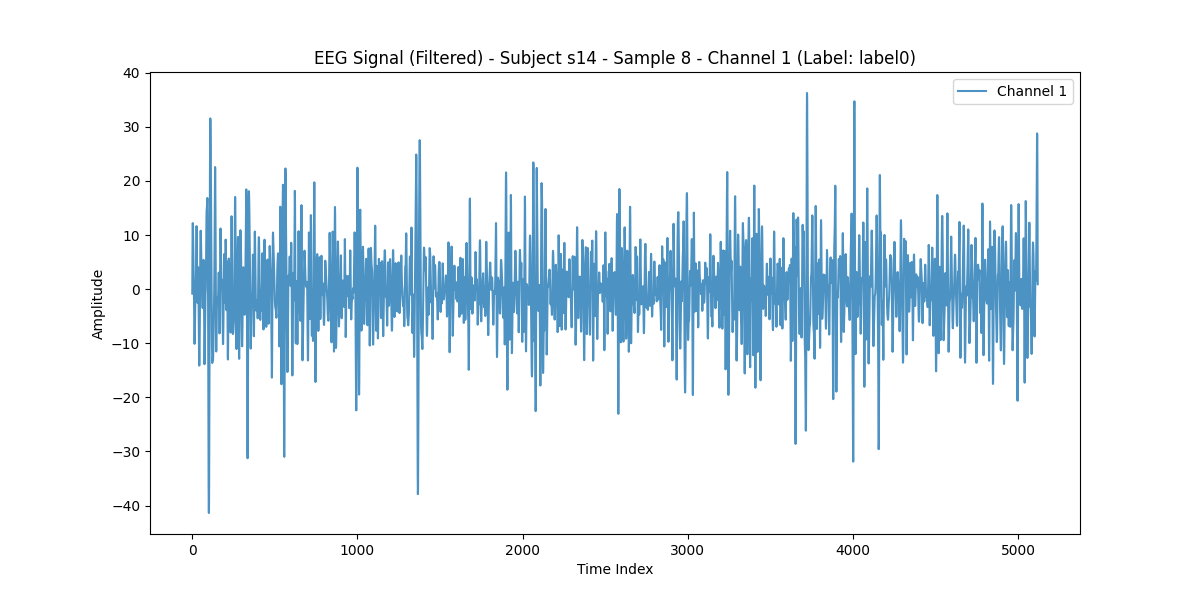 EEG Signal (Filtered) - Subject s14 - Sample 8 - Channel 1 (Label: label0)
Channel 1
40
30
20
10
0
−10
−20
−30
−40
Amplitude
0 1000 2000 3000 4000 5000
Time Index